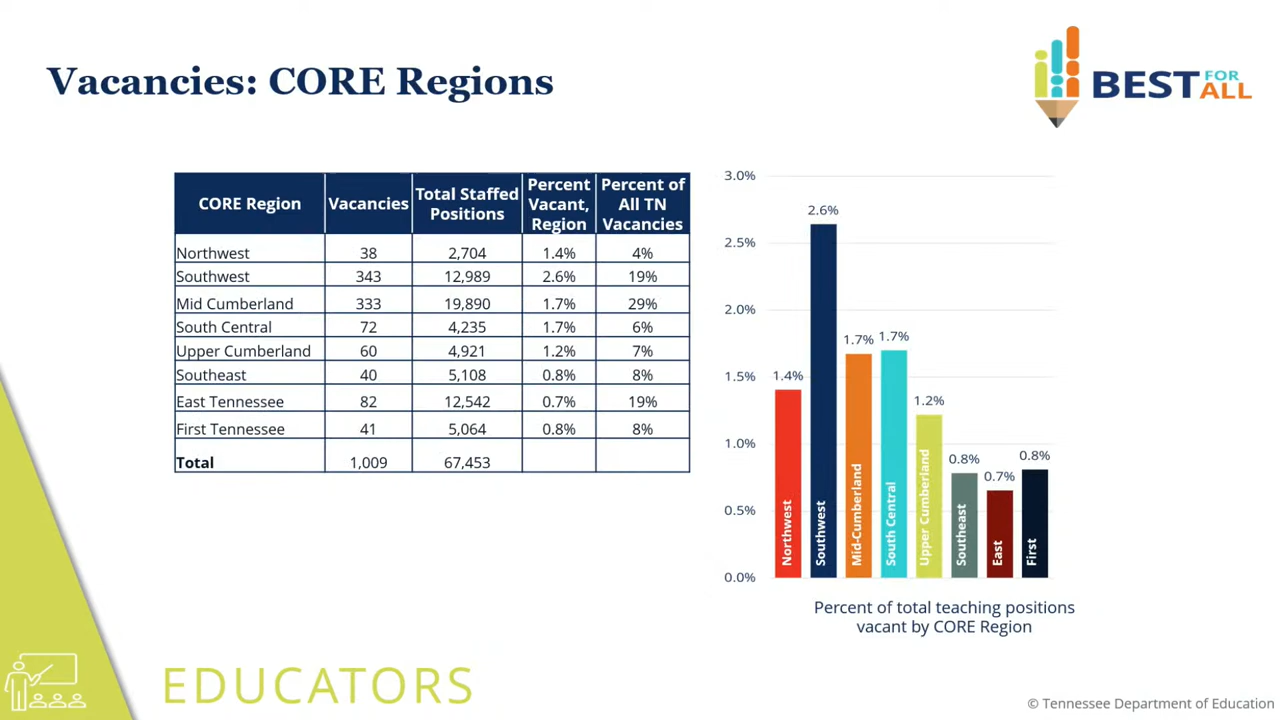 Vacancies: CORE Regions
BEST FOR ALL
CORE Region Vacancies Total Staffed Positions Percent Vacant, Region Percent of All TN Vacancies
Northwest 38 2,704 1.4% 4%
Southwest 343 12,989 2.6% 19%
Mid Cumberland 333 19,890 1.7% 29%
South Central 72 4,235 1.7% 6%
Upper Cumberland 60 4,921 1.2% 7%
Southeast 40 5,108 0.8% 8%
East Tennessee 82 12,542 0.7% 19%
First Tennessee 41 5,064 0.8% 8%
Total 1,009 67,453
3.0%
2.5%
2.0%
1.5%
1.0%
0.5%
0.0%
1.4%
2.6%
1.7%
1.7%
1.2%
0.8%
0.7%
0.8%
Northwest
Southwest
Mid-Cumberland
South Central
Upper Cumberland
Southeast
East
First
Percent of total teaching positions
vacant by CORE Region
EDUCATORS
© Tennessee Department of Education